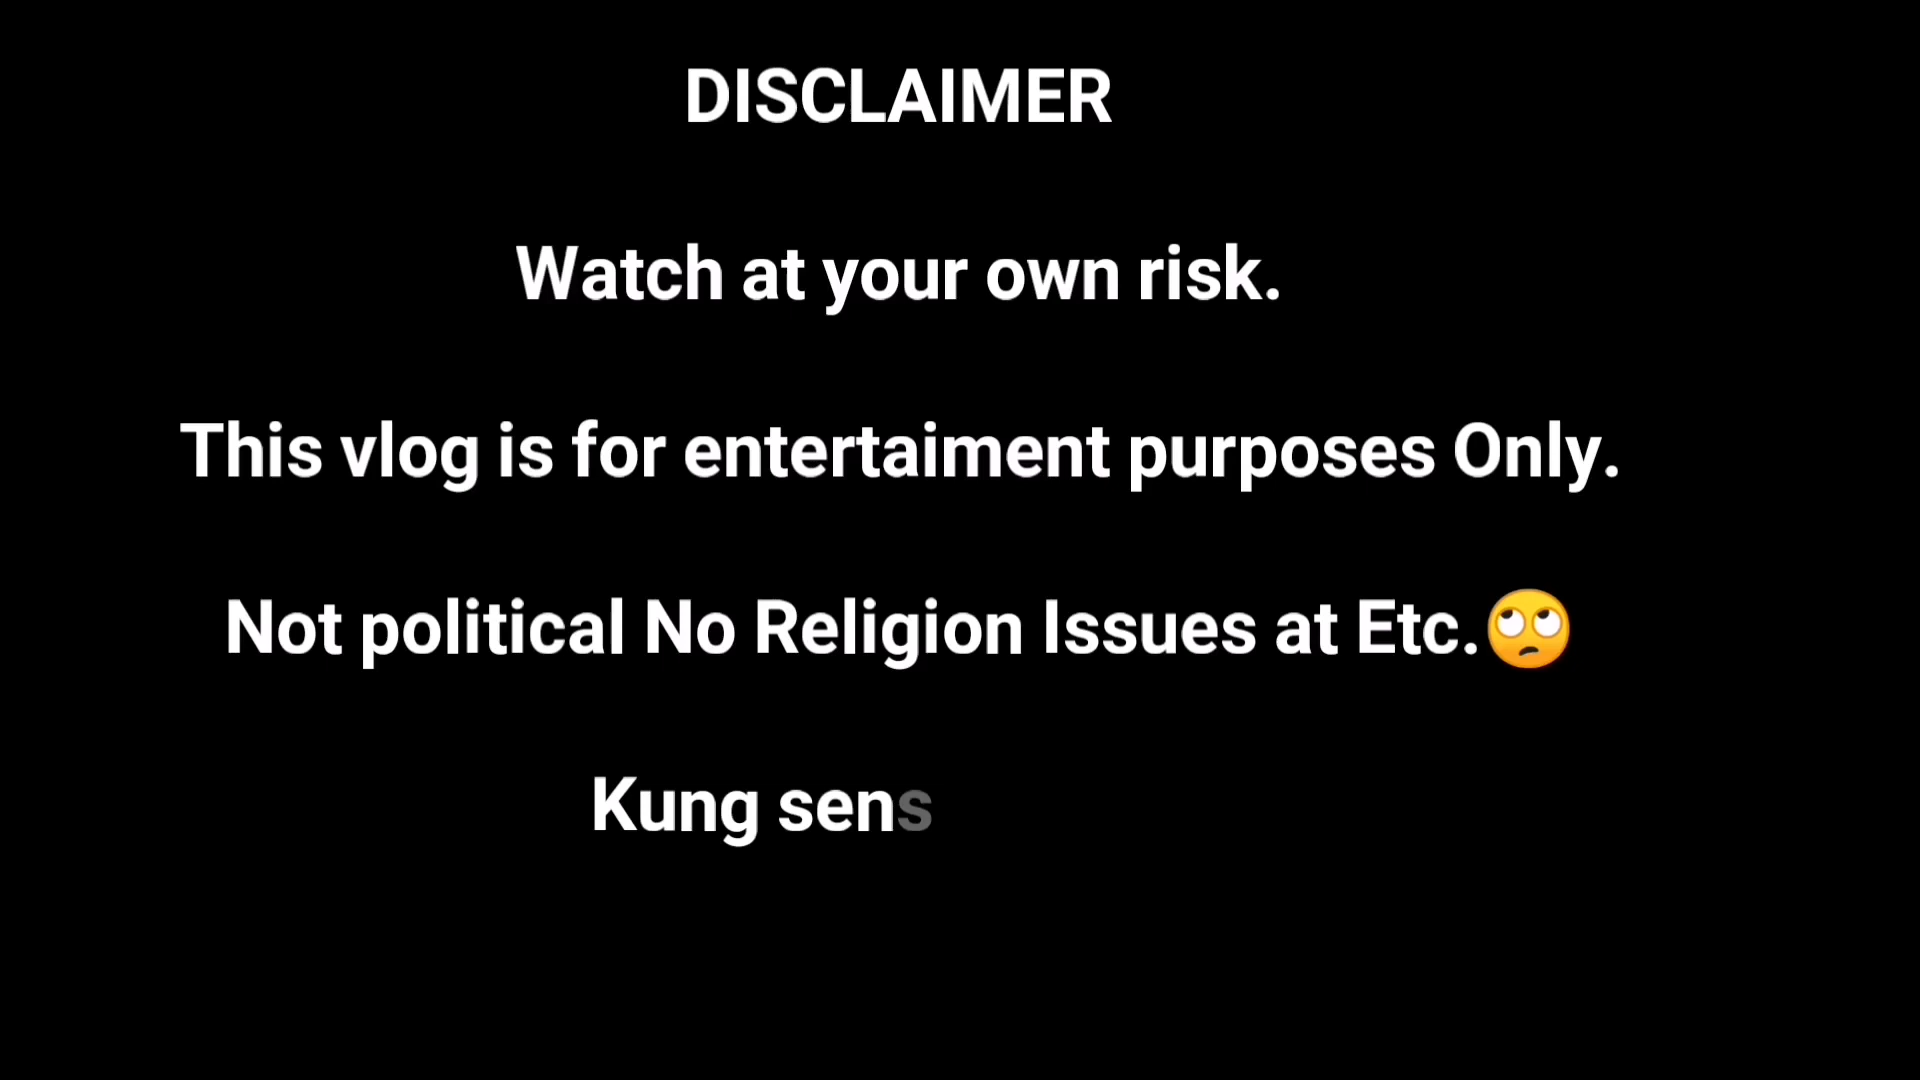 DISCLAIMER
Watch at your own risk.
This vlog is for entertaiment purposes Only.
Not political No Religion Issues at Etc.🙄
Kung sens